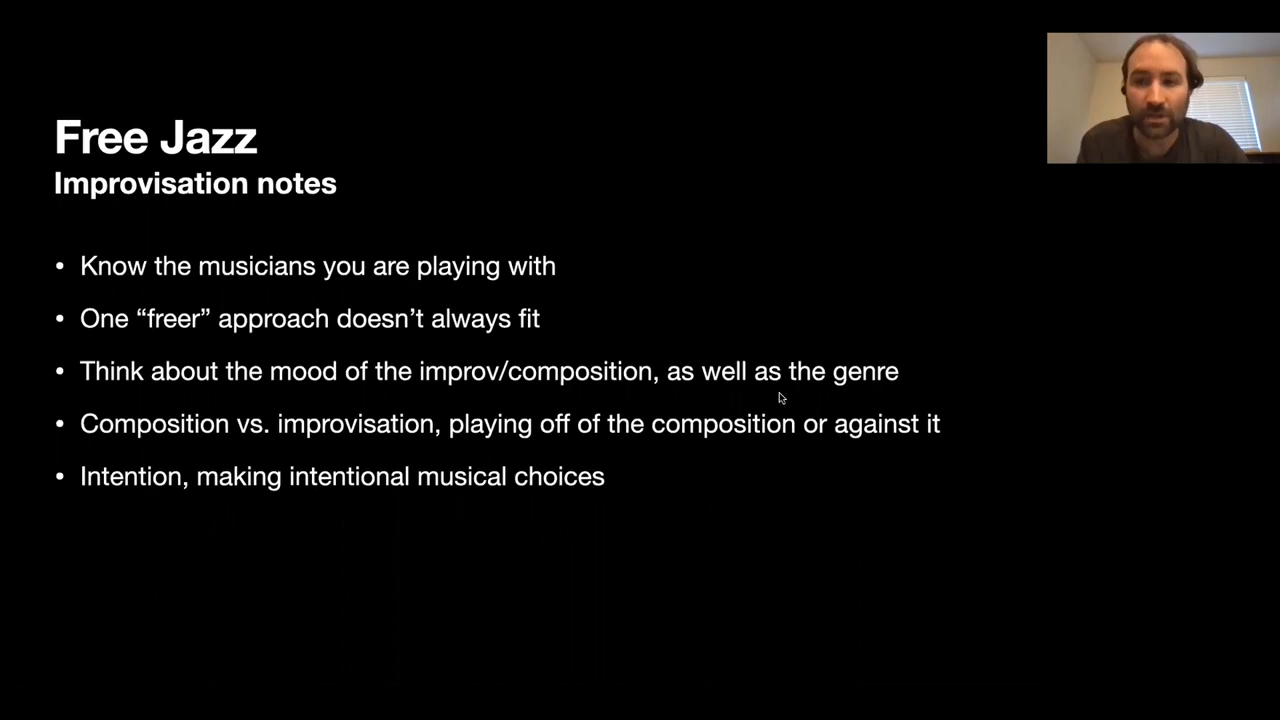 Free Jazz
Improvisation notes
• Know the musicians you are playing with
• One “freer” approach doesn’t always fit
• Think about the mood of the improv/composition, as well as the genre
• Composition vs. improvisation, playing off of the composition or against it
• Intention, making intentional musical choices